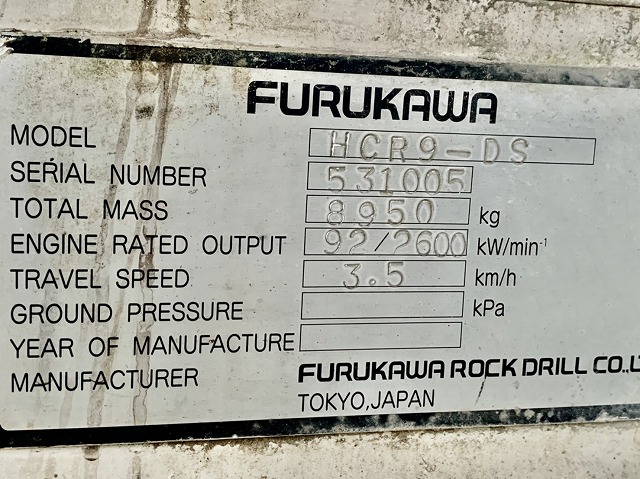 FURUKAWA
MODEL HCR9-DS
SERIAL NUMBER 531005
TOTAL MASS 8950 kg
ENGINE RATED OUTPUT 92/2600 kW/min⁻¹
TRAVEL SPEED 3.5 km/h
GROUND PRESSURE kPa
YEAR OF MANUFACTURE
MANUFACTURER FURUKAWA ROCK DRILL CO.,L
TOKYO,JAPAN